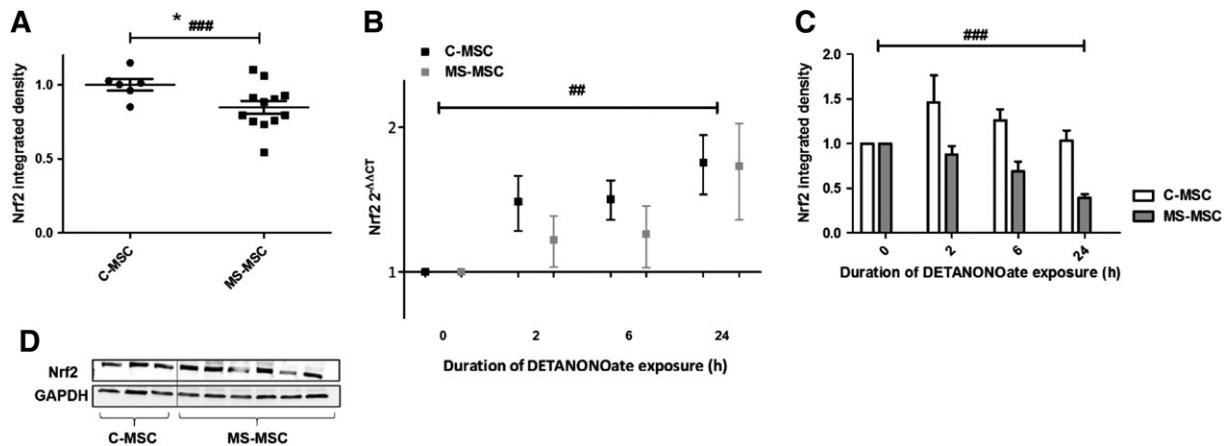 A
* ###
Nrf2 integrated density
1.0
0.5
0.0
C-MSC
MS-MSC
B
C-MSC
MS-MSC
##
Nrf2 2-ΔΔCT
2
1
0 2 6 24
Duration of DETANONOate exposure (h)
C
###
Nrf2 integrated density
2.0
1.5
1.0
0.5
0.0
0 2 6 24
Duration of DETANONOate exposure (h)
C-MSC
MS-MSC
D
Nrf2
GAPDH
C-MSC MS-MSC